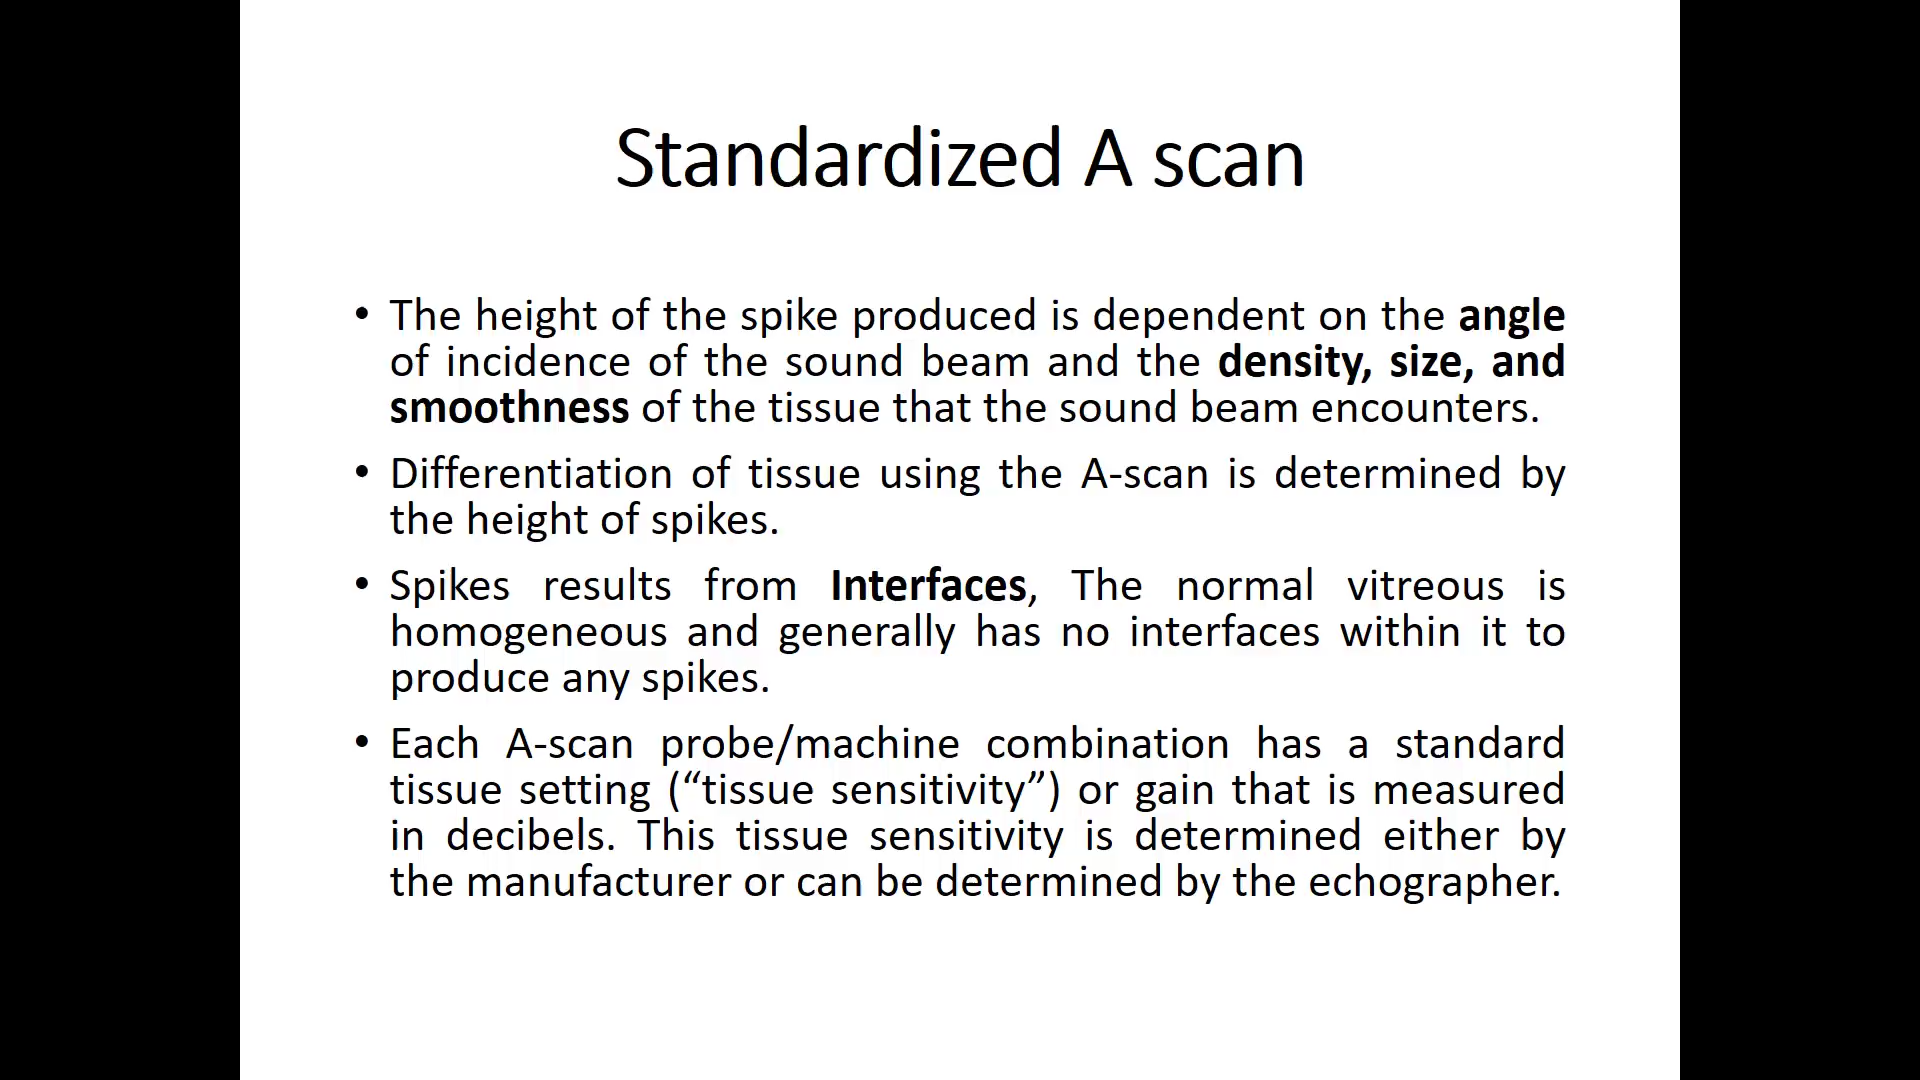 Standardized A scan
• The height of the spike produced is dependent on the angle
of incidence of the sound beam and the density, size, and
smoothness of the tissue that the sound beam encounters.
• Differentiation of tissue using the A-scan is determined by
the height of spikes.
• Spikes results from Interfaces, The normal vitreous is
homogeneous and generally has no interfaces within it to
produce any spikes.
• Each A-scan probe/machine combination has a standard
tissue setting (“tissue sensitivity”) or gain that is measured
in decibels. This tissue sensitivity is determined either by
the manufacturer or can be determined by the echographer.